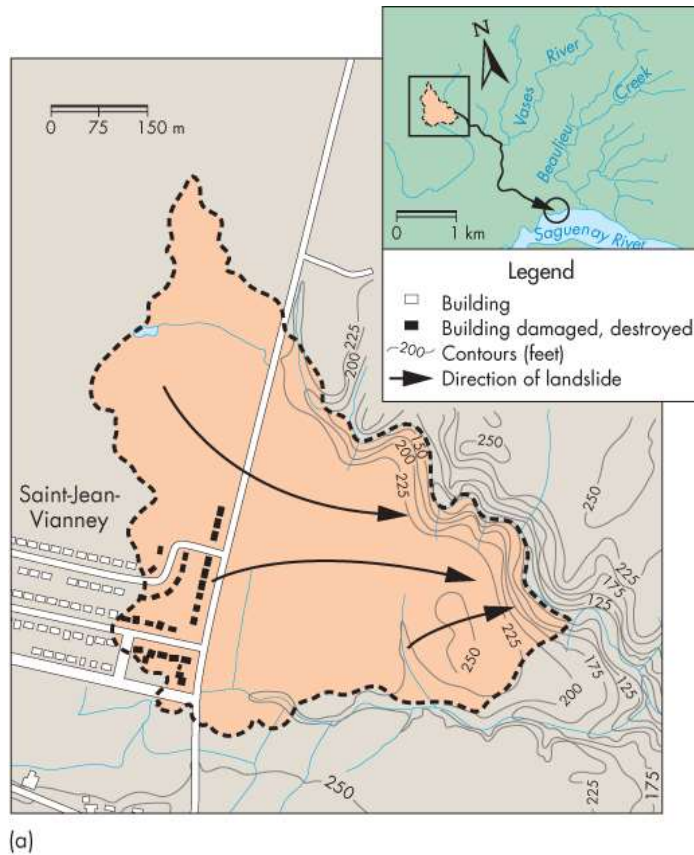 0 75 150 m
N
Vases
River
Beaulieu
Creek
0 1 km
Saguenay River
Legend
Building
Building damaged, destroyed
200 Contours (feet)
Direction of landslide
225
200
150
200
225
250
250
Saint-Jean-
Vianney
225
175
125
225
250
175
200
125
250
225
175
(a)